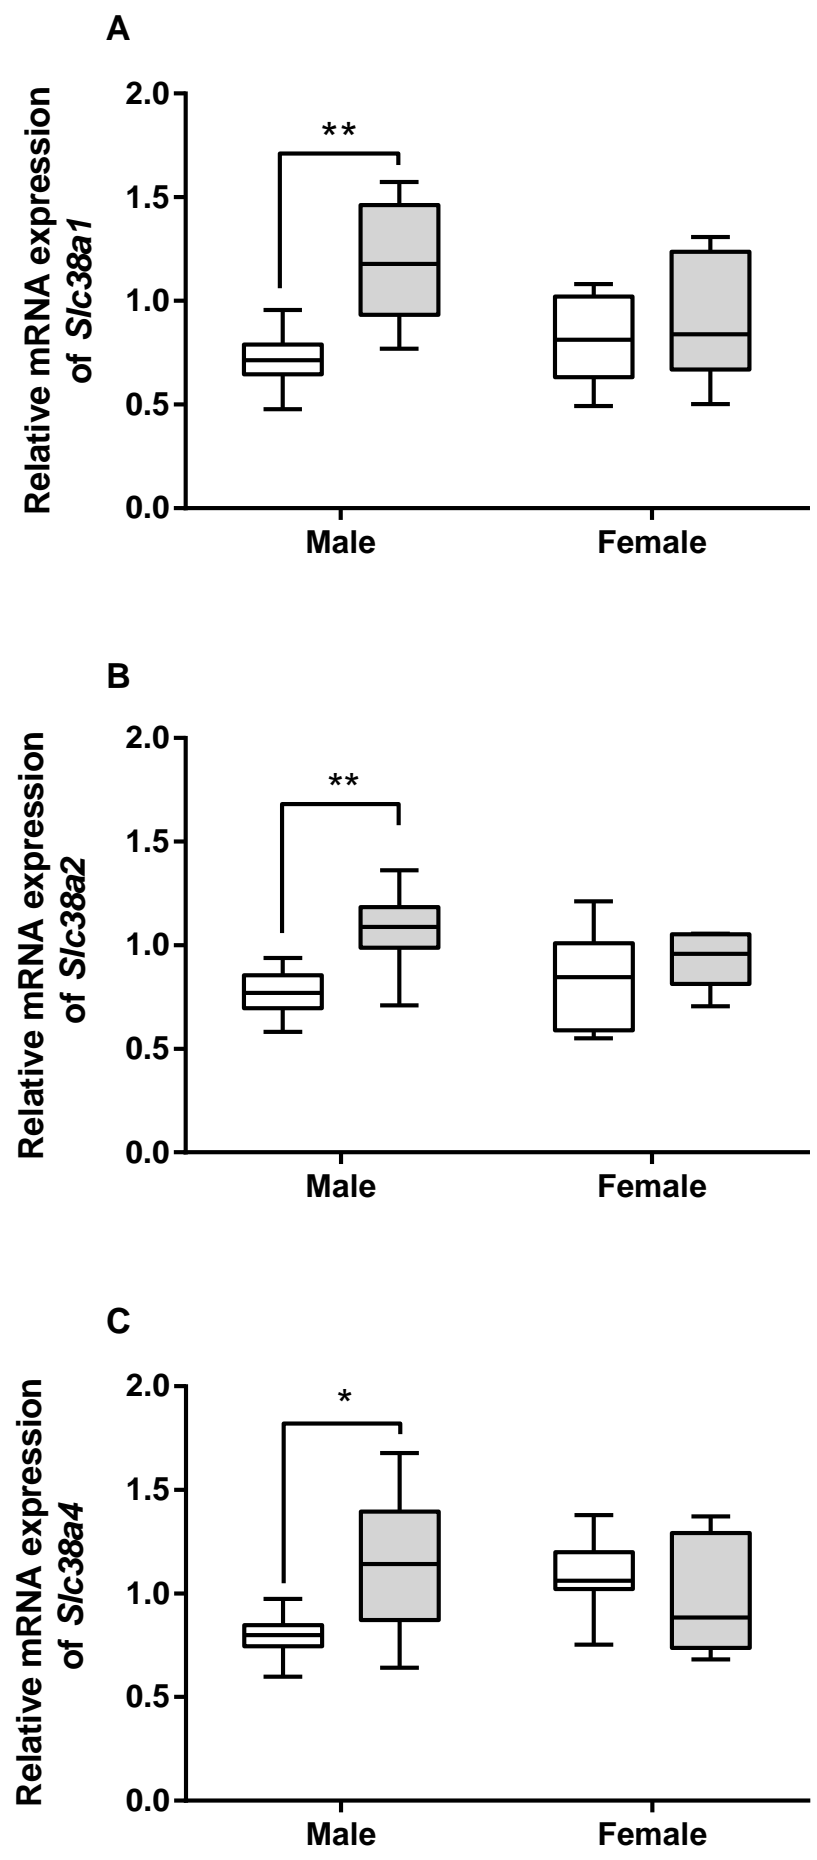 A
Relative mRNA expression
of Slc38a1
2.0
1.5
1.0
0.5
0.0
**
Male
Female
B
Relative mRNA expression
of Slc38a2
2.0
1.5
1.0
0.5
0.0
**
Male
Female
C
Relative mRNA expression
of Slc38a4
2.0
1.5
1.0
0.5
0.0
*
Male
Female